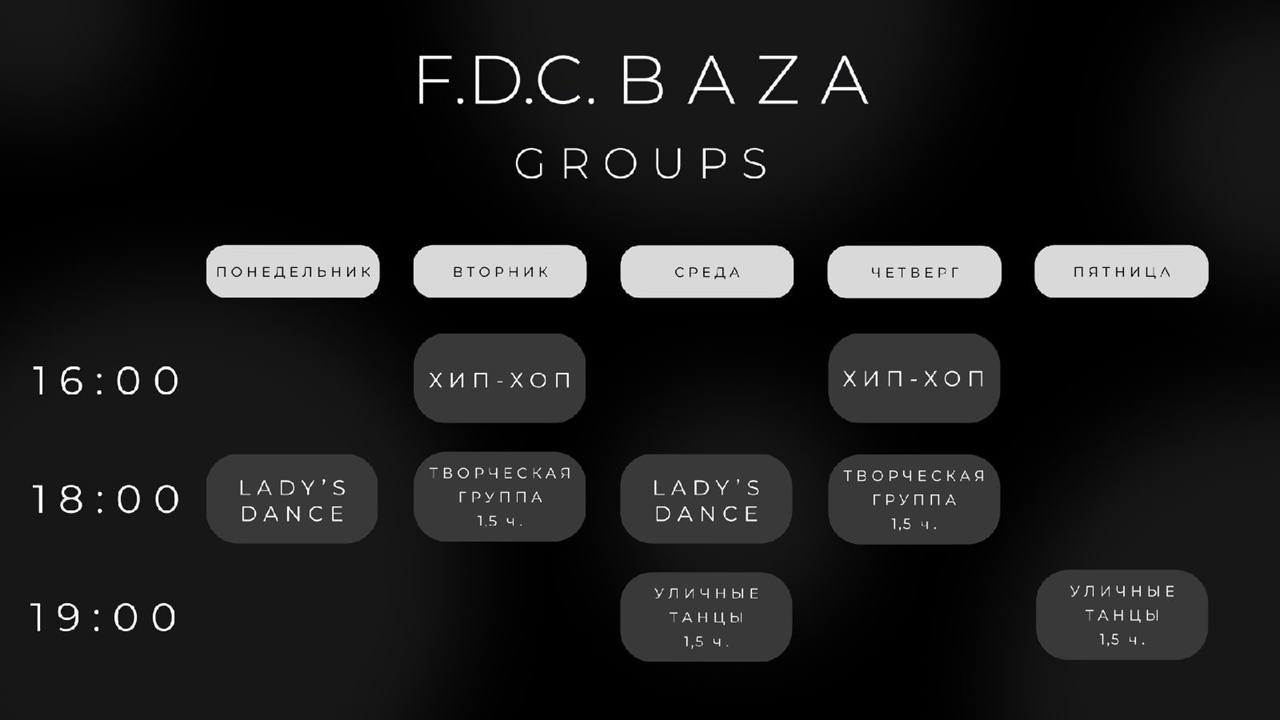 F.D.C. BAZA
GROUPS
ПОНЕДЕЛЬНИК ВТОРНИК СРЕДА ЧЕТВЕРГ ПЯТНИЦА
16:00 ХИП-ХОП ХИП-ХОП
18:00
LADY'S
DANCE
ТВОРЧЕСКАЯ
ГРУППА
1,5 ч.
LADY'S
DANCE
ТВОРЧЕСКАЯ
ГРУППА
1,5 ч.
19:00
УЛИЧНЫЕ
ТАНЦЫ
1,5 ч.
УЛИЧНЫЕ
ТАНЦЫ
1,5 ч.